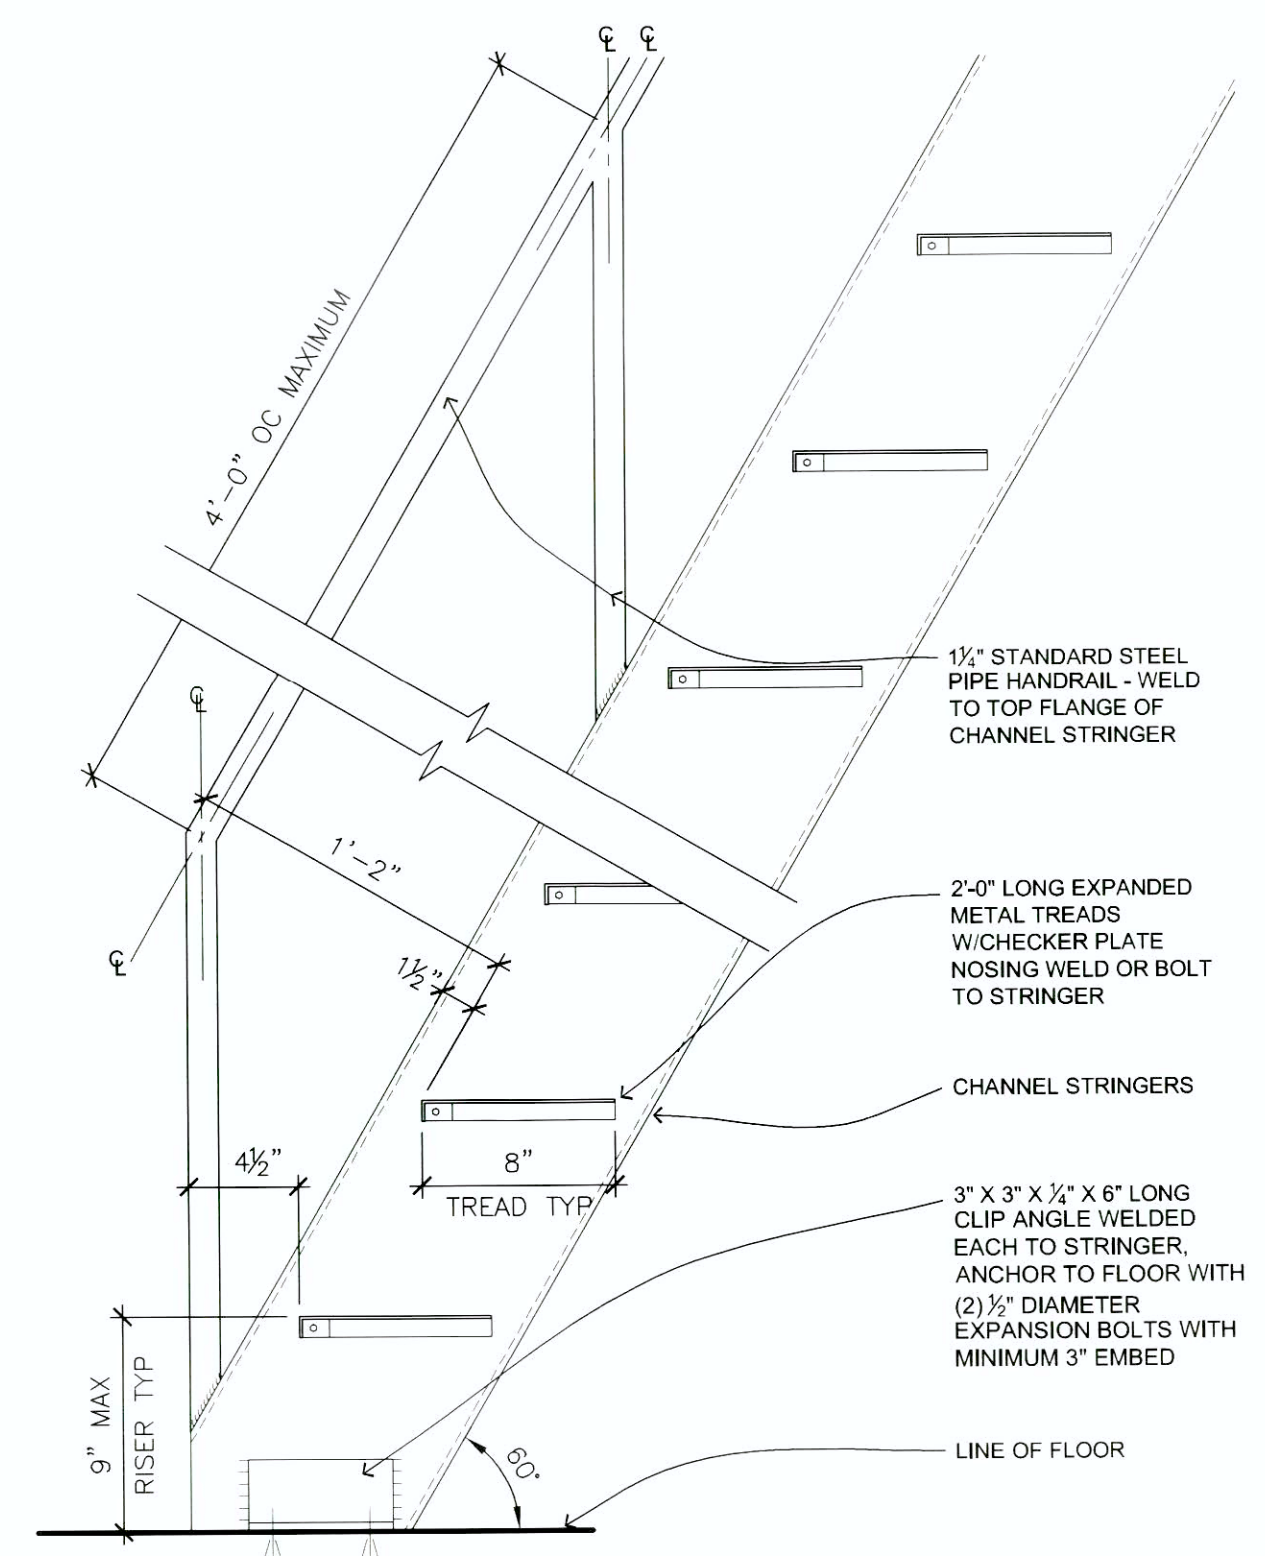 ℄ ℄
4'-0" OC MAXIMUM
℄
1'-2"
℄
1½"
1¼" STANDARD STEEL
PIPE HANDRAIL - WELD
TO TOP FLANGE OF
CHANNEL STRINGER
2'-0" LONG EXPANDED
METAL TREADS
W/CHECKER PLATE
NOSING WELD OR BOLT
TO STRINGER
CHANNEL STRINGERS
4½"
8"
TREAD TYP
3" X 3" X ¼" X 6" LONG
CLIP ANGLE WELDED
EACH TO STRINGER,
ANCHOR TO FLOOR WITH
(2) ½" DIAMETER
EXPANSION BOLTS WITH
MINIMUM 3" EMBED
9" MAX
RISER TYP
60°
LINE OF FLOOR